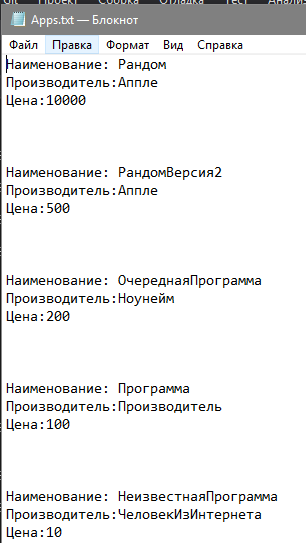 Apps.txt — Блокнот
Файл Правка Формат Вид Справка
Наименование: Рандом
Производитель:Аппле
Цена:10000
Наименование: РандомВерсия2
Производитель:Аппле
Цена:500
Наименование: ОчереднаяПрограмма
Производитель:Ноунейм
Цена:200
Наименование: Программа
Производитель:Производитель
Цена:100
Наименование: НеизвестнаяПрограмма
Производитель:ЧеловекИзИнтернета
Цена:10